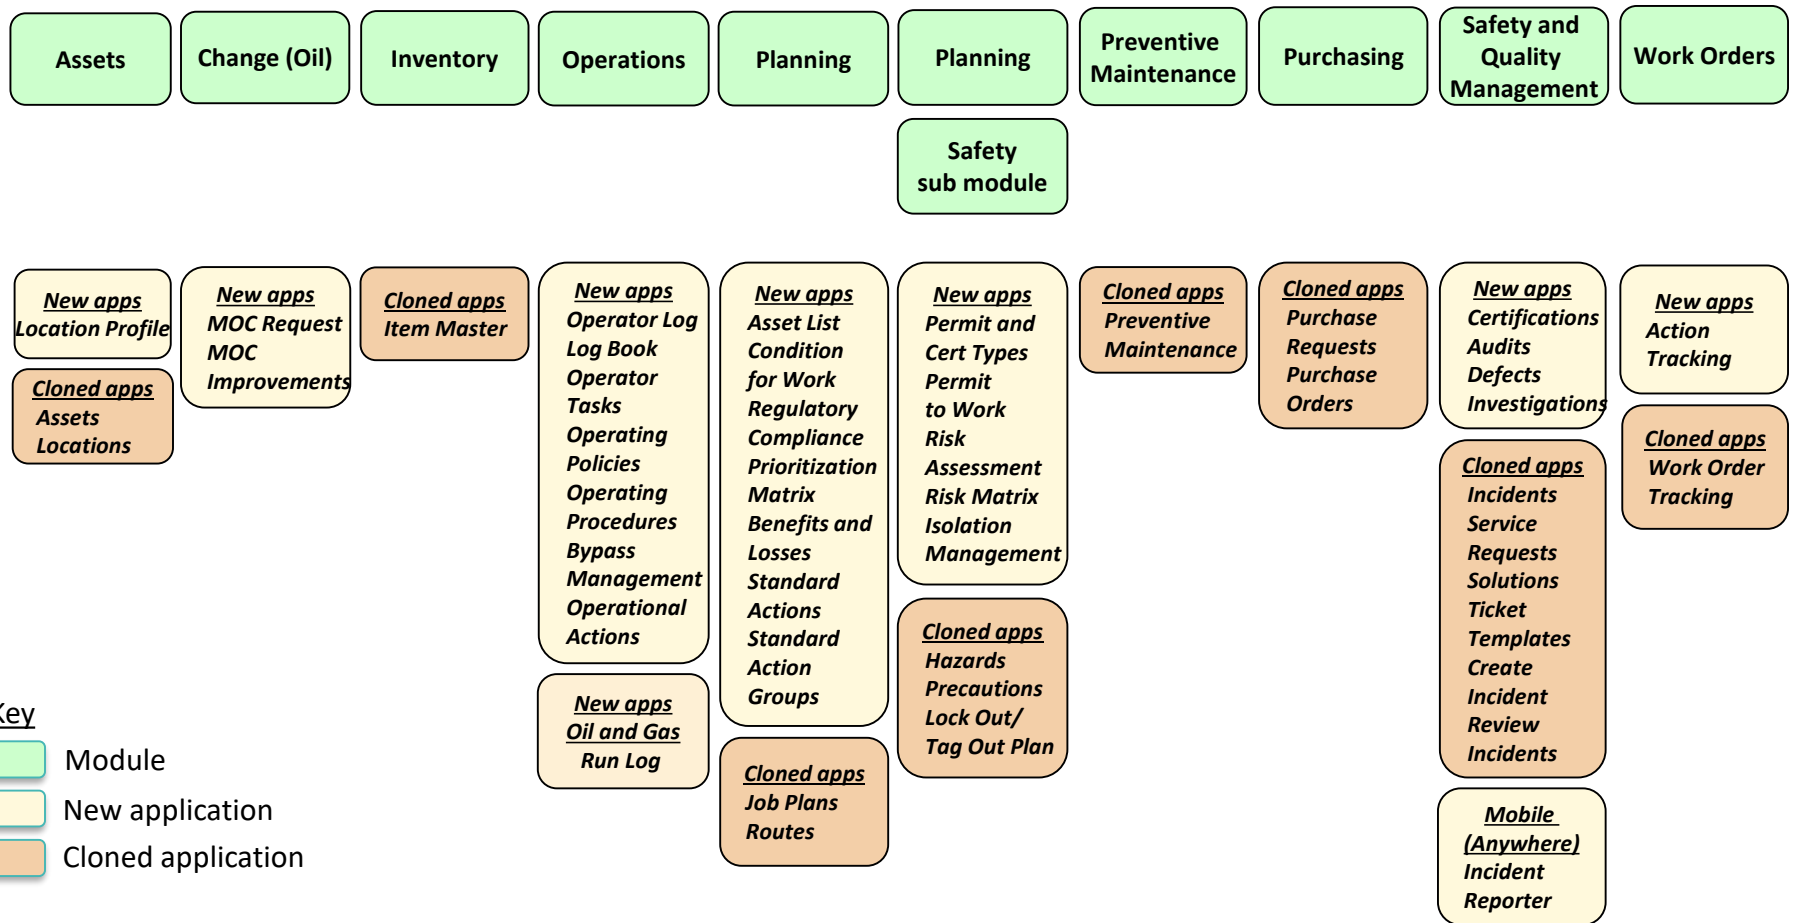 Assets
Change (Oil)
Inventory
Operations
Planning
Planning
Preventive
Maintenance
Purchasing
Safety and
Quality
Management
Work Orders
Safety
sub module
New apps
Location Profile
Cloned apps
Assets
Locations
New apps
MOC Request
MOC
Improvements
Cloned apps
Item Master
New apps
Operator Log
Log Book
Operator
Tasks
Operating
Policies
Operating
Procedures
Bypass
Management
Operational
Actions
New apps
Oil and Gas
Run Log
New apps
Asset List
Condition
for Work
Regulatory
Compliance
Prioritization
Matrix
Benefits and
Losses
Standard
Actions
Standard
Action
Groups
Cloned apps
Job Plans
Routes
New apps
Permit and
Cert Types
Permit
to Work
Risk
Assessment
Risk Matrix
Isolation
Management
Cloned apps
Hazards
Precautions
Lock Out/
Tag Out Plan
Cloned apps
Preventive
Maintenance
Cloned apps
Purchase
Requests
Purchase
Orders
New apps
Certifications
Audits
Defects
Investigations
Cloned apps
Incidents
Service
Requests
Solutions
Ticket
Templates
Create
Incident
Review
Incidents
Mobile
(Anywhere)
Incident
Reporter
New apps
Action
Tracking
Cloned apps
Work Order
Tracking
Key
Module
New application
Cloned application